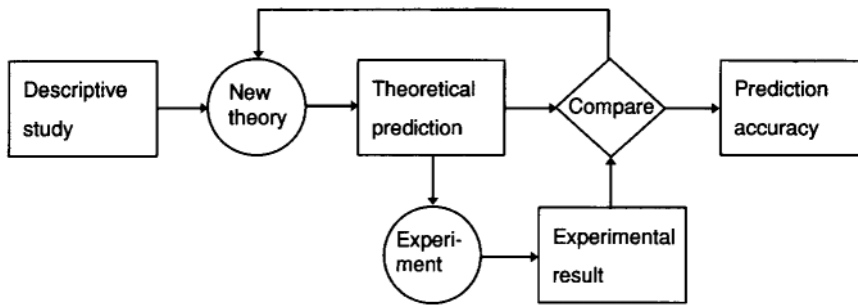 Descriptive
study
New
theory
Theoretical
prediction
Compare
Prediction
accuracy
Experi-
ment
Experimental
result